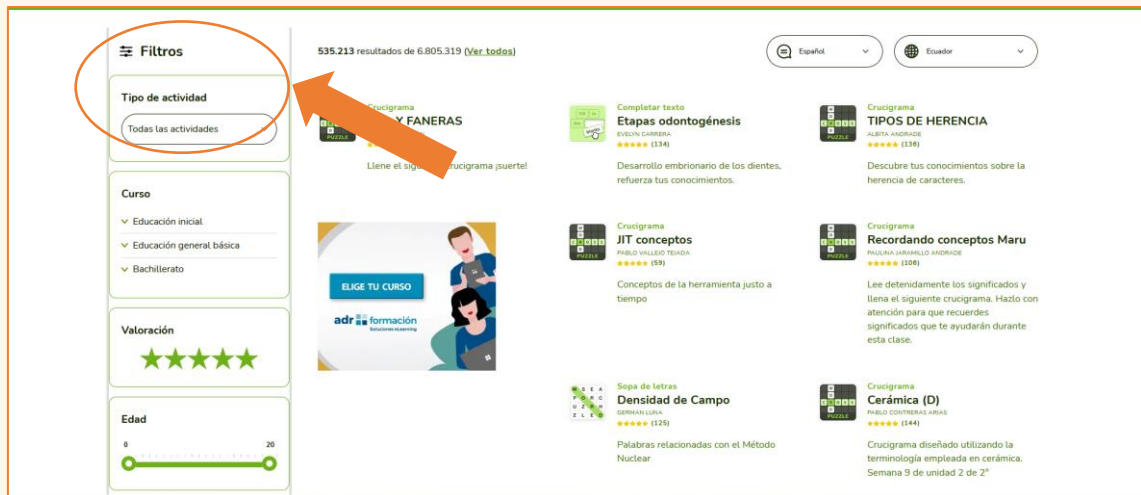 Filtros
535.213 resultados de 6.805.319 (Ver todos)
Español
Ecuador
Tipo de actividad
Todas las actividades
Curso
Educación inicial
Educación general básica
Bachillerato
Valoración
Edad
0
20
Crucigrama
Y FANERAS
PUZZLE
Llene el crucigrama ¡suerte!
Completar texto
Etapas odontogénesis
EVELYN CARRERA
(134)
Desarrollo embrionario de los dientes,
refuerza tus conocimientos.
Crucigrama
TIPOS DE HERENCIA
ALBITA ANDRADE
(136)
PUZZLE
Descubre tus conocimientos sobre la
herencia de caracteres.
ELIGE TU CURSO
adr formación
Soluciones eLearning
Crucigrama
JIT conceptos
PABLO VALLEJO TEJADA
(59)
PUZZLE
Conceptos de la herramienta justo a
tiempo
Crucigrama
Recordando conceptos Maru
PAULINA JARAMILLO ANDRADE
(106)
PUZZLE
Lee detenidamente los significados y
llena el siguiente crucigrama. Hazlo con
atención para que recuerdes
significados que te ayudarán durante
esta clase.
Sopa de letras
Densidad de Campo
GERMAN LUNA
(125)
Palabras relacionadas con el Método
Nuclear
Crucigrama
Cerámica (D)
PABLO CONTRERAS ARIAS
(144)
PUZZLE
Crucigrama diseñado utilizando la
terminología empleada en cerámica.
Semana 9 de unidad 2 de 2°